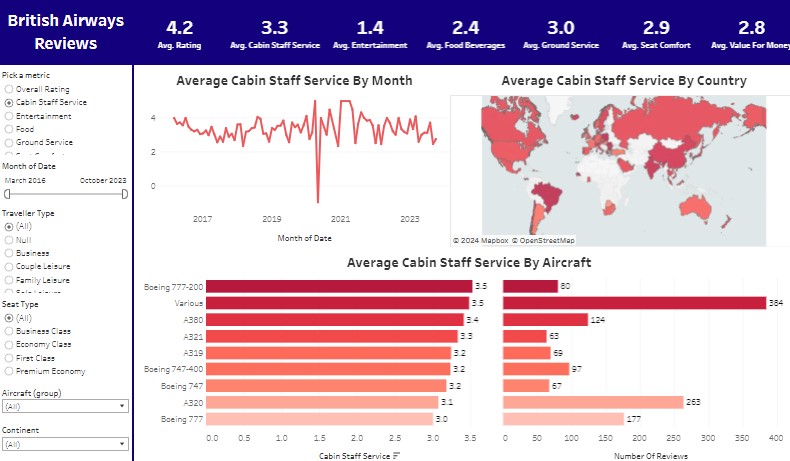 British Airways
Reviews
4.2
Avg. Rating
3.3
Avg. Cabin Staff Service
1.4
Avg. Entertainment
2.4
Avg. Food Beverages
3.0
Avg. Ground Service
2.9
Avg. Seat Comfort
2.8
Avg. Value For Money
Pick a metric
Overall Rating
Cabin Staff Service
Entertainment
Food
Ground Service
Month of Date
March 2016 October 2023
Traveller Type
(All)
Null
Business
Couple Leisure
Family Leisure
Solo Leisure
Seat Type
(All)
Business Class
Economy Class
First Class
Premium Economy
Aircraft (group)
(All)
Continent
(All)
Average Cabin Staff Service By Month
4
2
0
2017 2019 2021 2023
Month of Date
Average Cabin Staff Service By Country
© 2024 Mapbox © OpenStreetMap
Average Cabin Staff Service By Aircraft
Boeing 777-200 3.5 80
Various 3.5 384
A380 3.4 124
A321 3.3 63
A319 3.2 69
Boeing 747-400 3.2 97
Boeing 747 3.2 67
A320 3.1 263
Boeing 777 3.0 177
0.0 0.5 1.0 1.5 2.0 2.5 3.0 3.5
0 50 100 150 200 250 300 350 400
Cabin Staff Service
Number Of Reviews